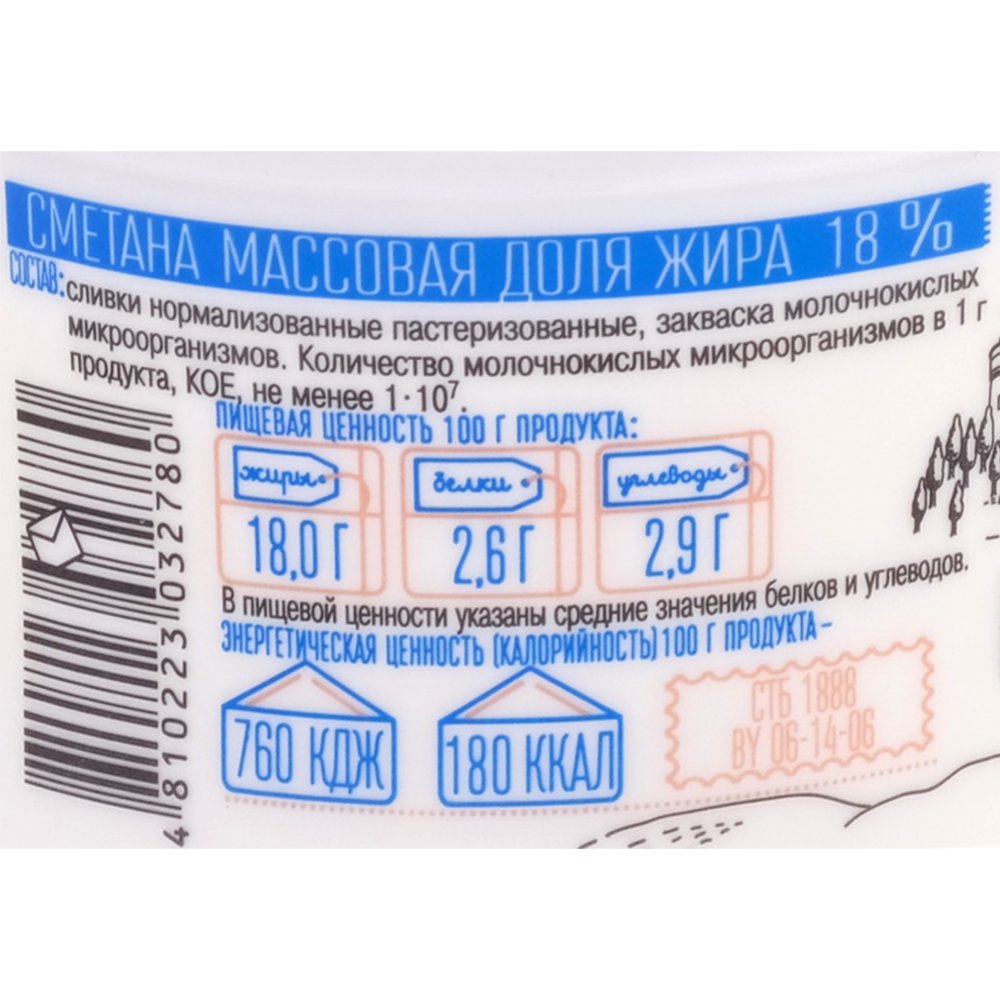 СМЕТАНА МАССОВАЯ ДОЛЯ ЖИРА 18 %
СОСТАВ: сливки нормализованные пастеризованные, закваска молочнокислых
микроорганизмов. Количество молочнокислых микроорганизмов в 1 г
продукта, КОЕ, не менее 1·10⁷.
ПИЩЕВАЯ ЦЕННОСТЬ 100 Г ПРОДУКТА:
жиры белки углеводы
18,0 Г 2,6 Г 2,9 Г
В пищевой ценности указаны средние значения белков и углеводов.
ЭНЕРГЕТИЧЕСКАЯ ЦЕННОСТЬ (КАЛОРИЙНОСТЬ) 100 Г ПРОДУКТА –
760 КДЖ 180 ККАЛ
СТБ 1888
BY 06-14-06
4 810223 032780